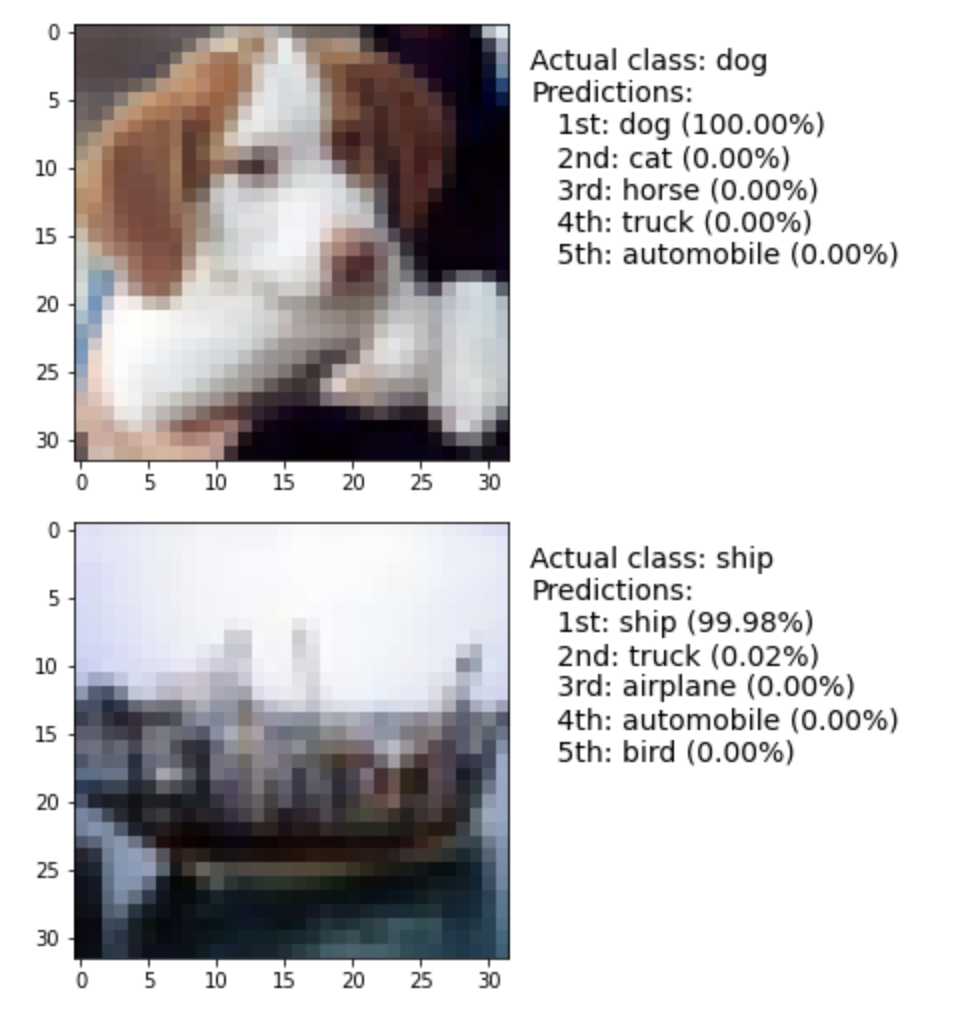 0
5
10
15
20
25
30
0 5 10 15 20 25 30
Actual class: dog
Predictions:
1st: dog (100.00%)
2nd: cat (0.00%)
3rd: horse (0.00%)
4th: truck (0.00%)
5th: automobile (0.00%)
0
5
10
15
20
25
30
0 5 10 15 20 25 30
Actual class: ship
Predictions:
1st: ship (99.98%)
2nd: truck (0.02%)
3rd: airplane (0.00%)
4th: automobile (0.00%)
5th: bird (0.00%)